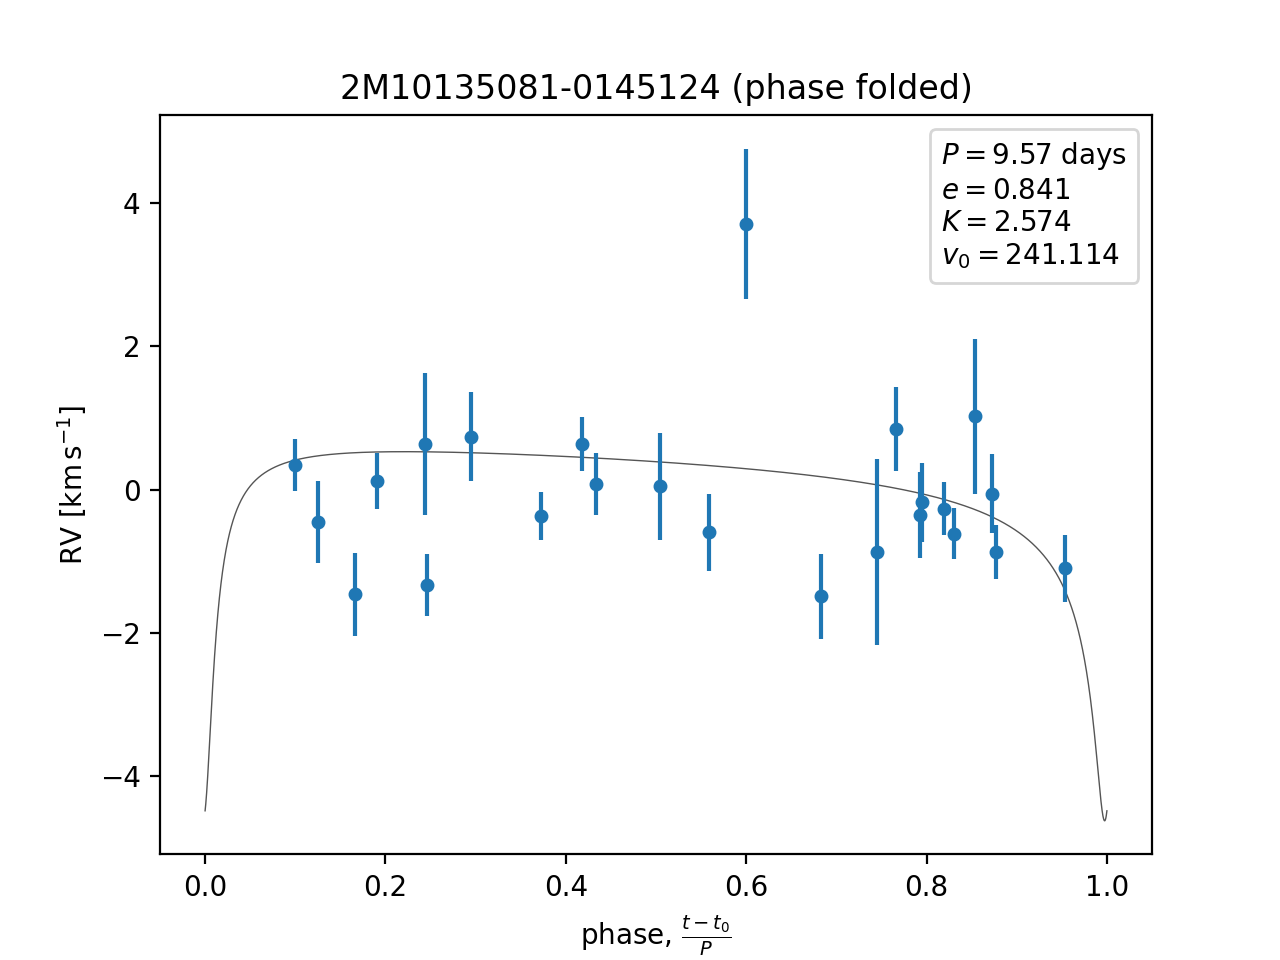 2M10135081-0145124 (phase folded)
P = 9.57 days
e = 0.841
K = 2.574
v₀ = 241.114
4
2
0
−2
−4
RV [km s⁻¹]
0.0 0.2 0.4 0.6 0.8 1.0
phase, (t − t₀)/P